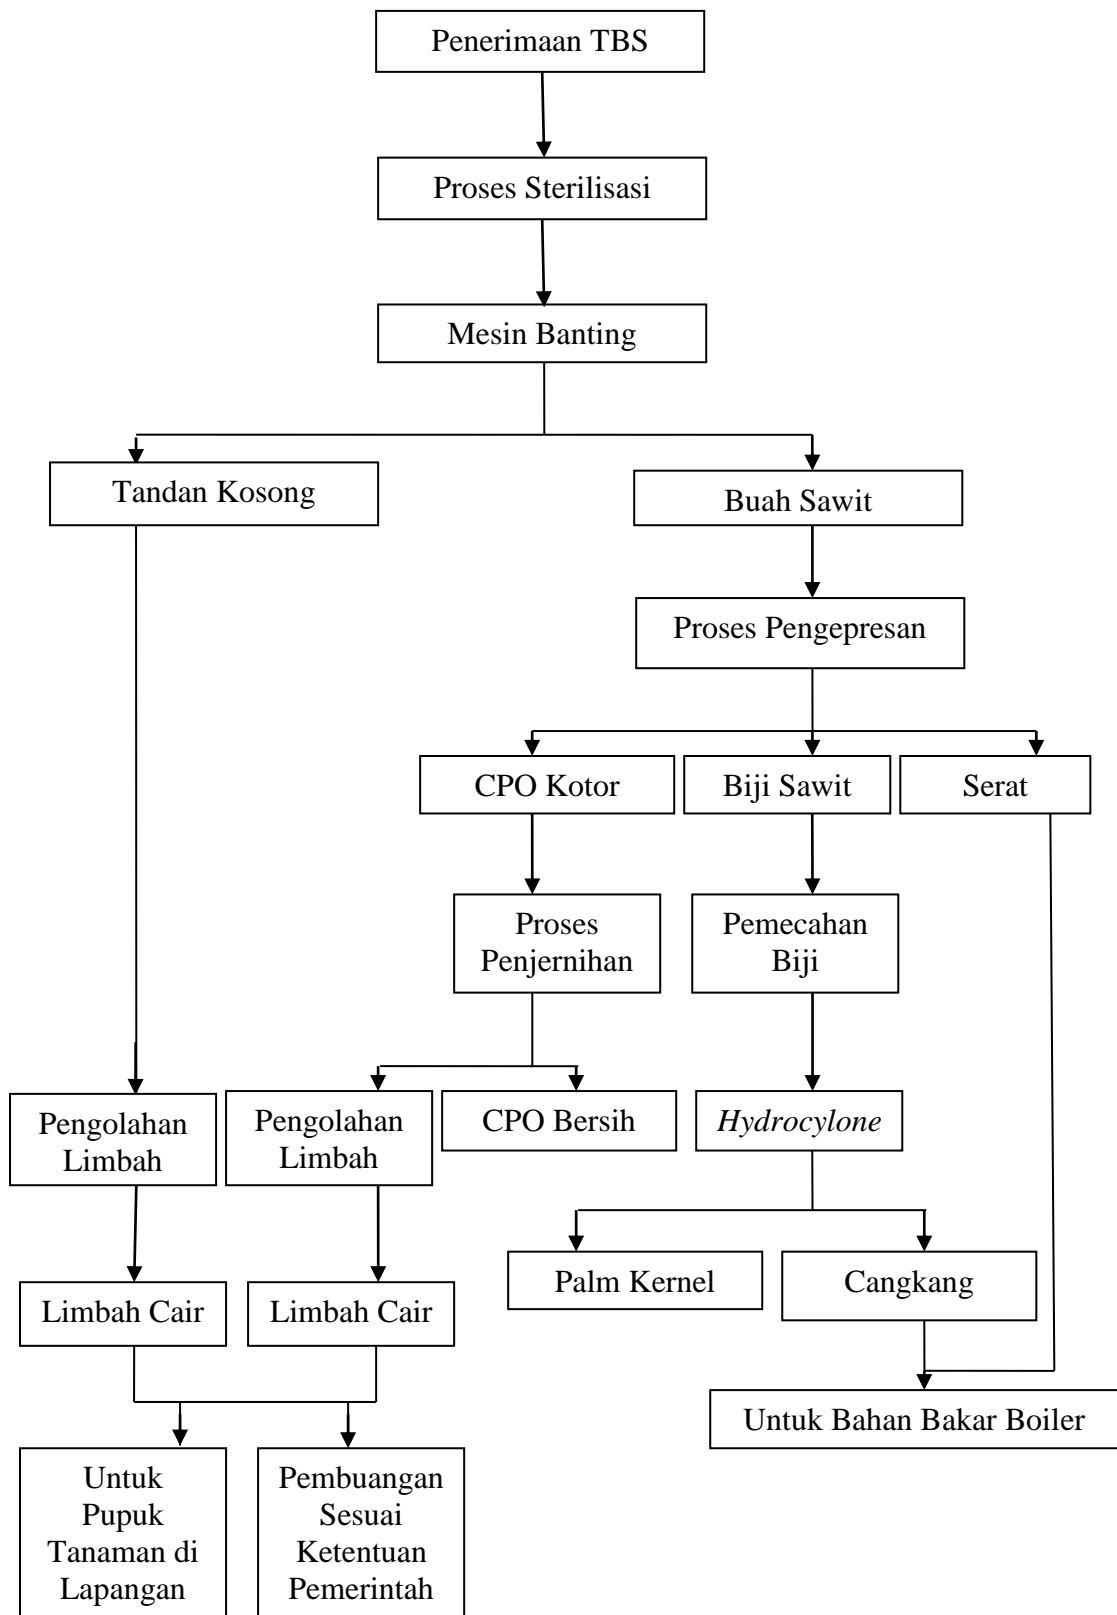 Penerimaan TBS
Proses Sterilisasi
Mesin Banting
Tandan Kosong
Buah Sawit
Proses Pengepresan
CPO Kotor
Biji Sawit
Serat
Proses
Penjernihan
Pemecahan
Biji
Pengolahan
Limbah
Pengolahan
Limbah
CPO Bersih
Hydrocylone
Palm Kernel
Cangkang
Limbah Cair
Limbah Cair
Untuk Bahan Bakar Boiler
Untuk
Pupuk
Tanaman di
Lapangan
Pembuangan
Sesuai
Ketentuan
Pemerintah